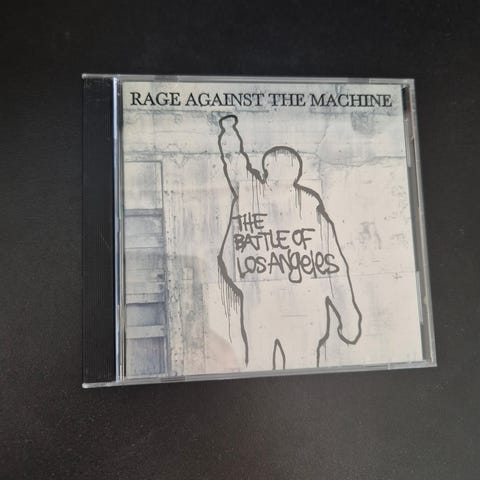 RAGE AGAINST THE MACHINE
THE
BATTLE OF
LOS ANgeles